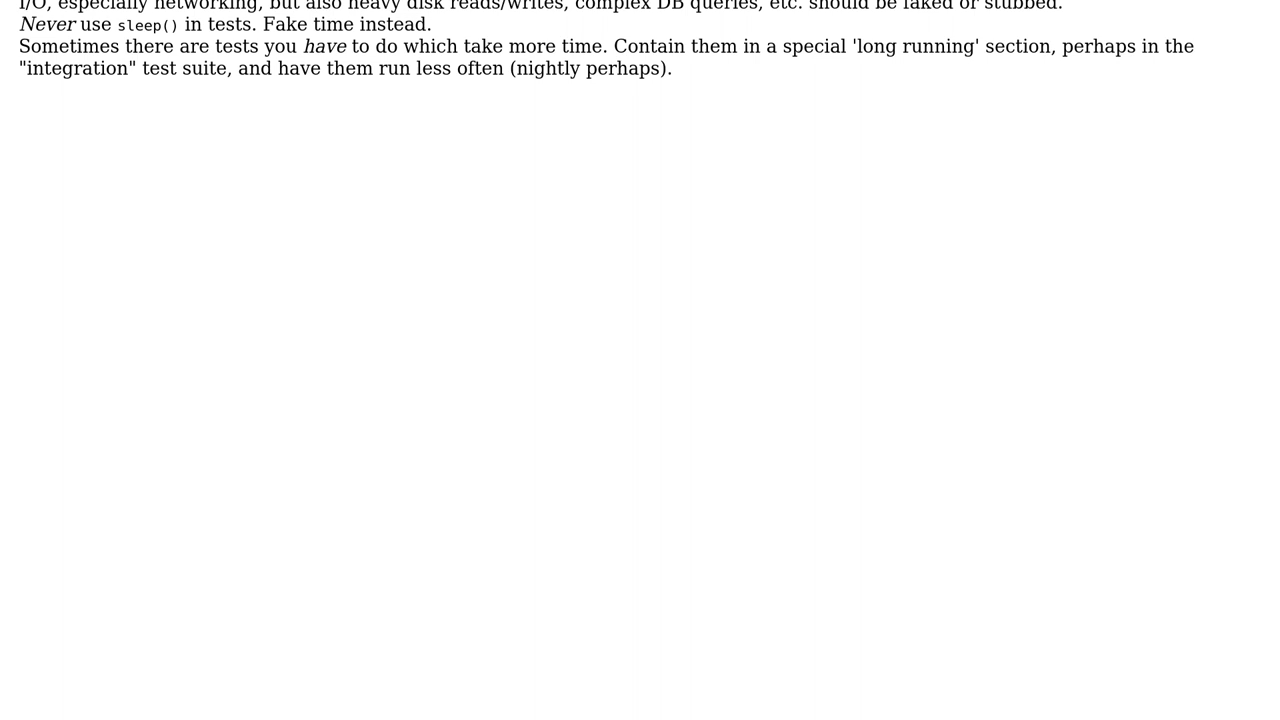 I/O, especially networking, but also heavy disk reads/writes, complex DB queries, etc. should be faked or stubbed.
Never use sleep() in tests. Fake time instead.
Sometimes there are tests you have to do which take more time. Contain them in a special 'long running' section, perhaps in the
"integration" test suite, and have them run less often (nightly perhaps).